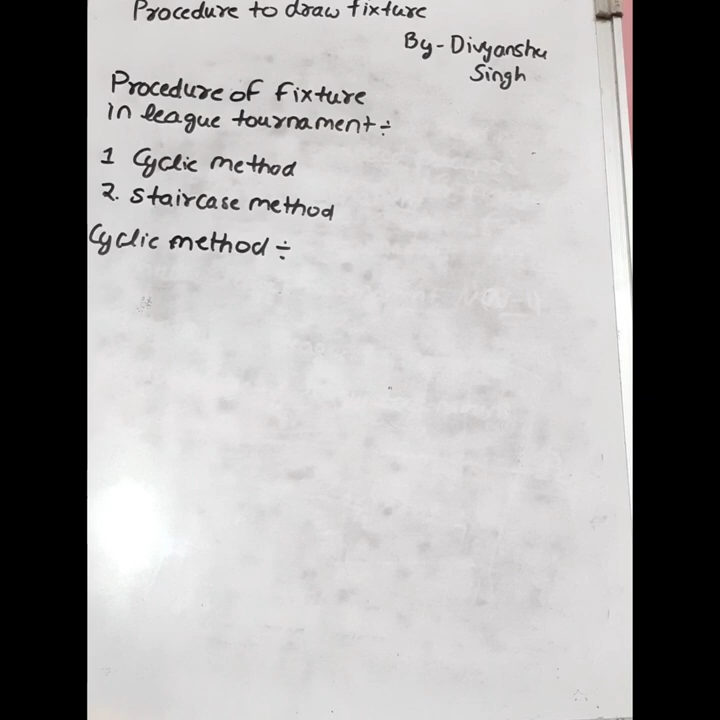 Procedure to draw fixture
By- Divyanshu
Singh
Procedure of fixture
in league tournament÷
1 Cyclic method
2. Staircase method
Cyclic method ÷